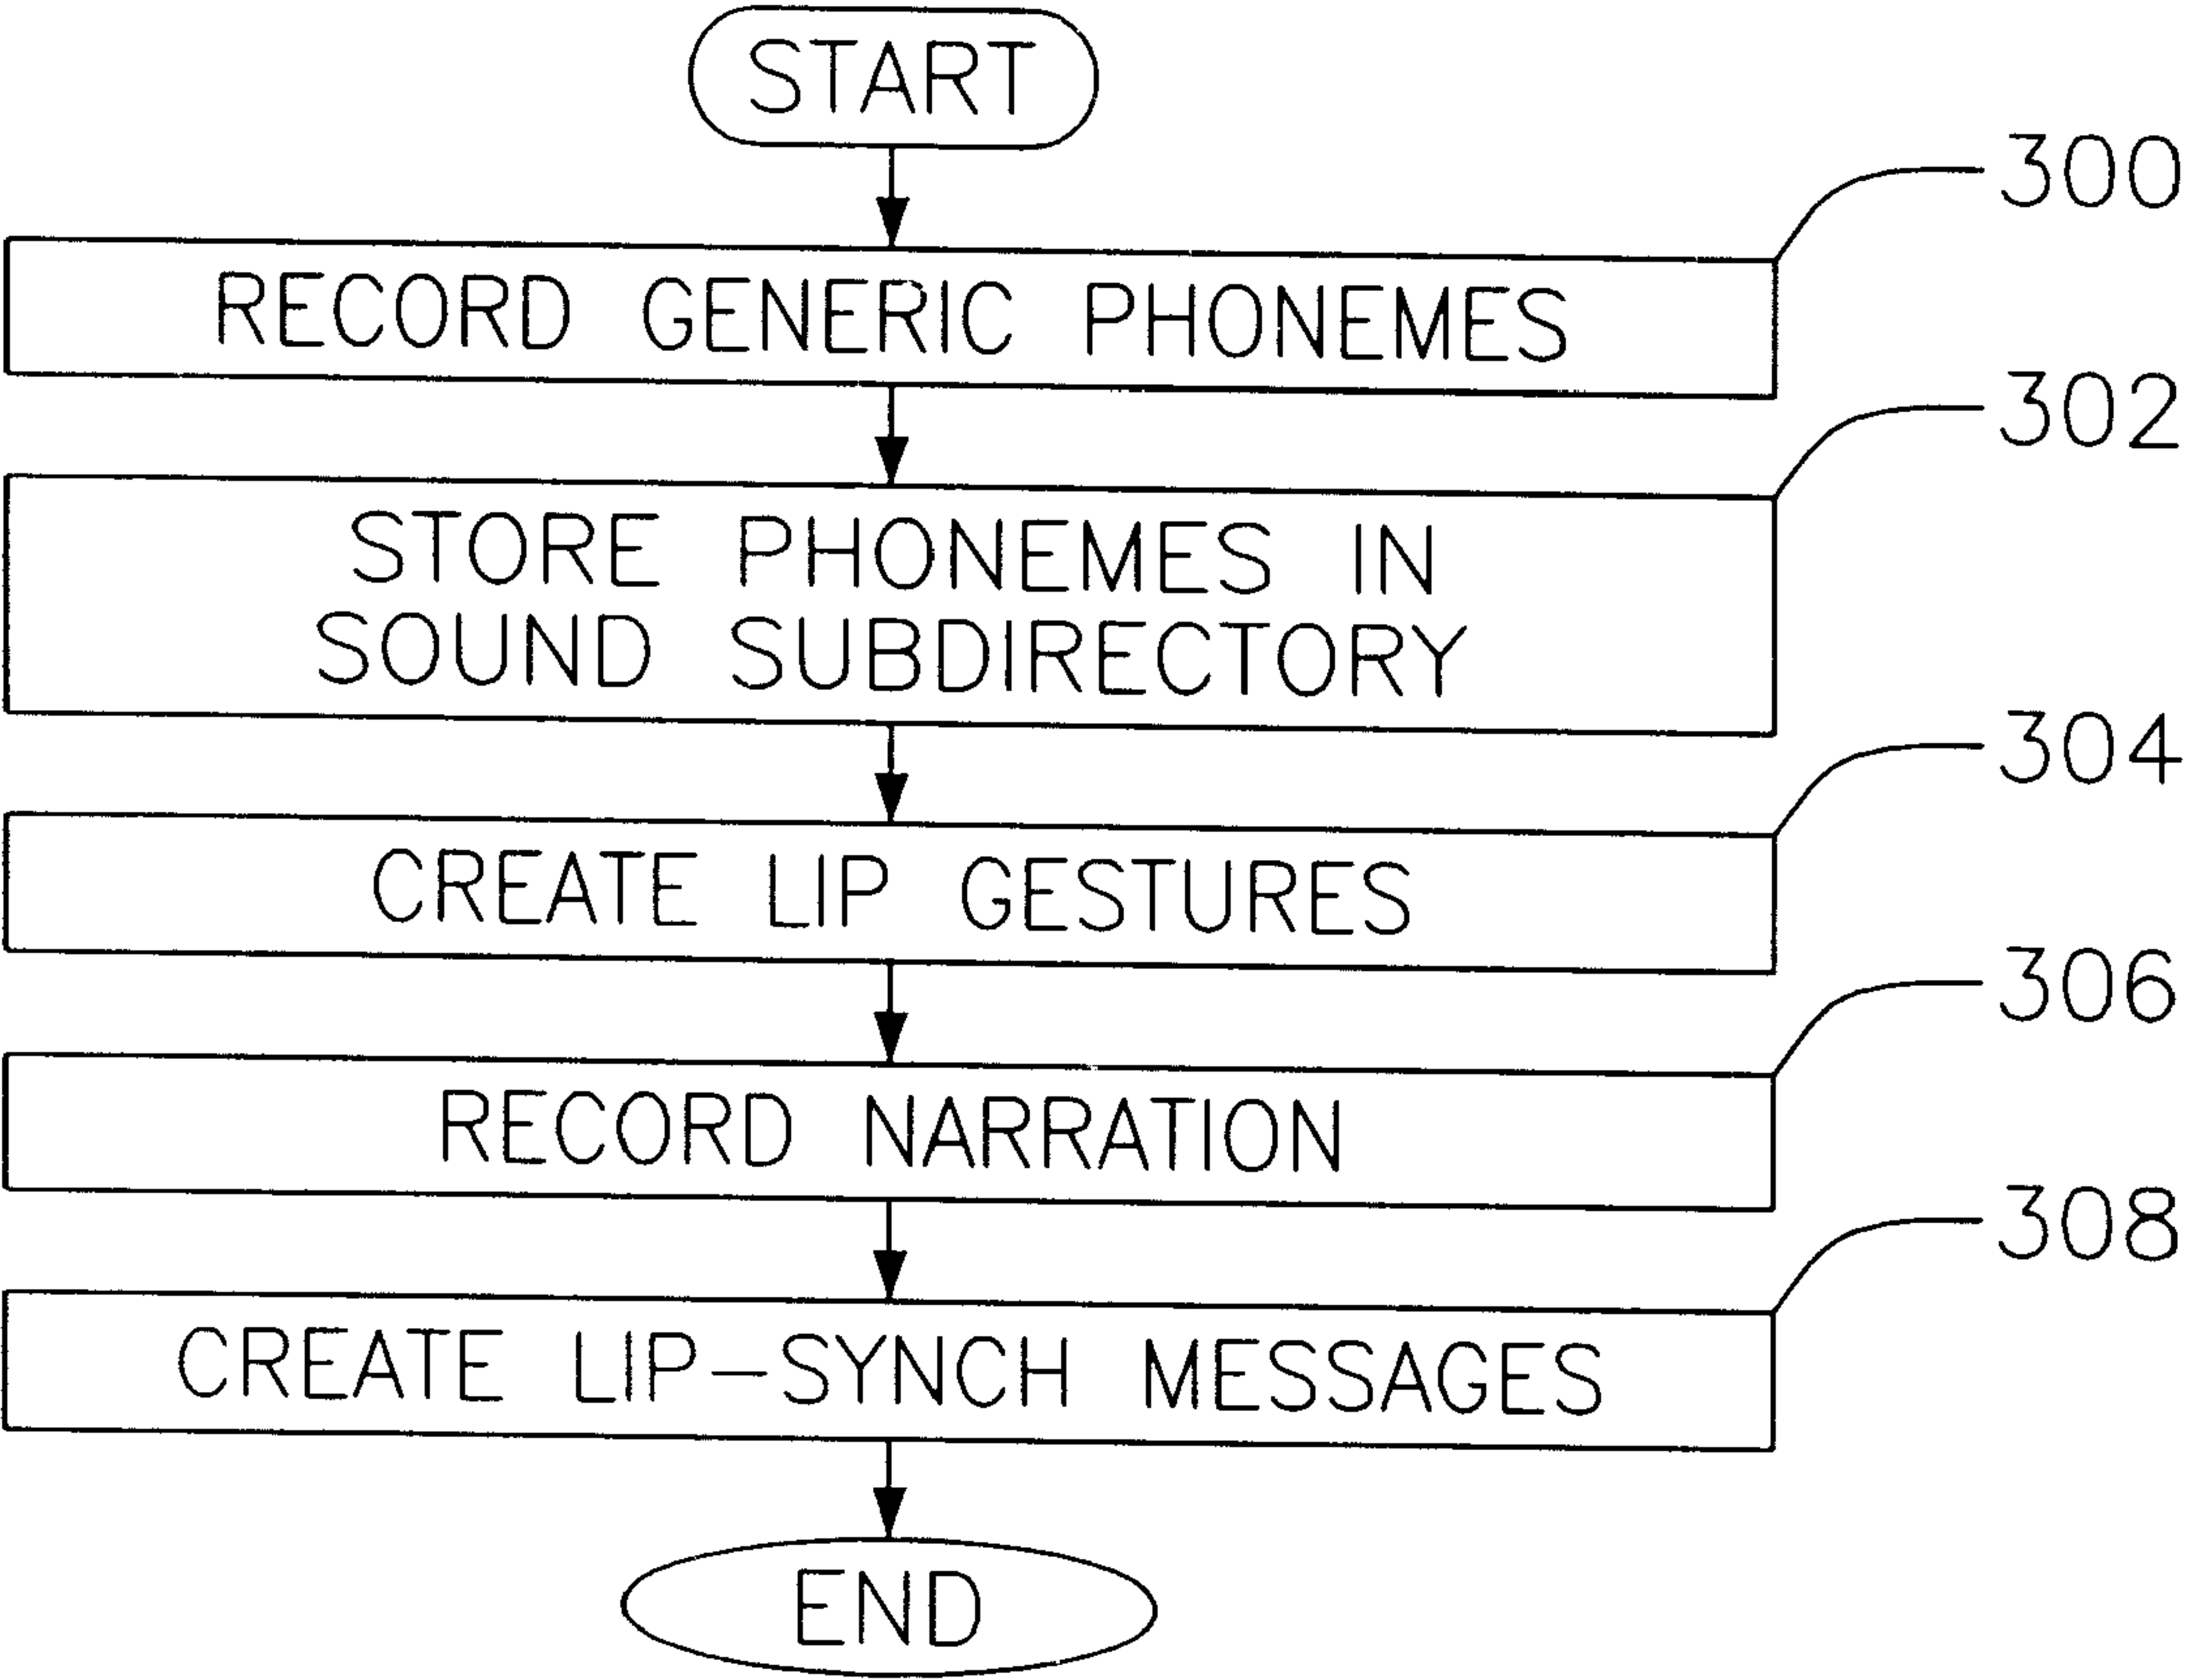 START
300
RECORD GENERIC PHONEMES
302
STORE PHONEMES IN
SOUND SUBDIRECTORY
304
CREATE LIP GESTURES
306
RECORD NARRATION
308
CREATE LIP-SYNCH MESSAGES
END